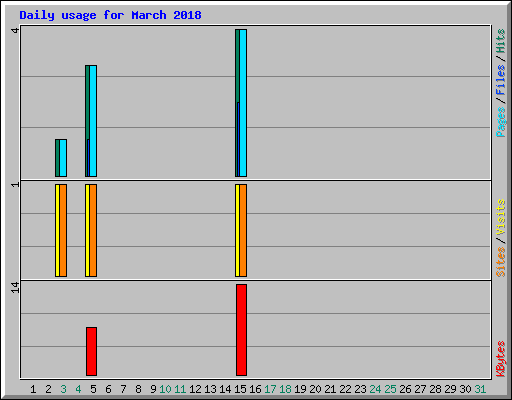 Daily usage for March 2018
4
Pages / Files / Hits
1
Sites / Visits
14
KBytes
1 2 3 4 5 6 7 8 9 10 11 12 13 14 15 16 17 18 19 20 21 22 23 24 25 26 27 28 29 30 31